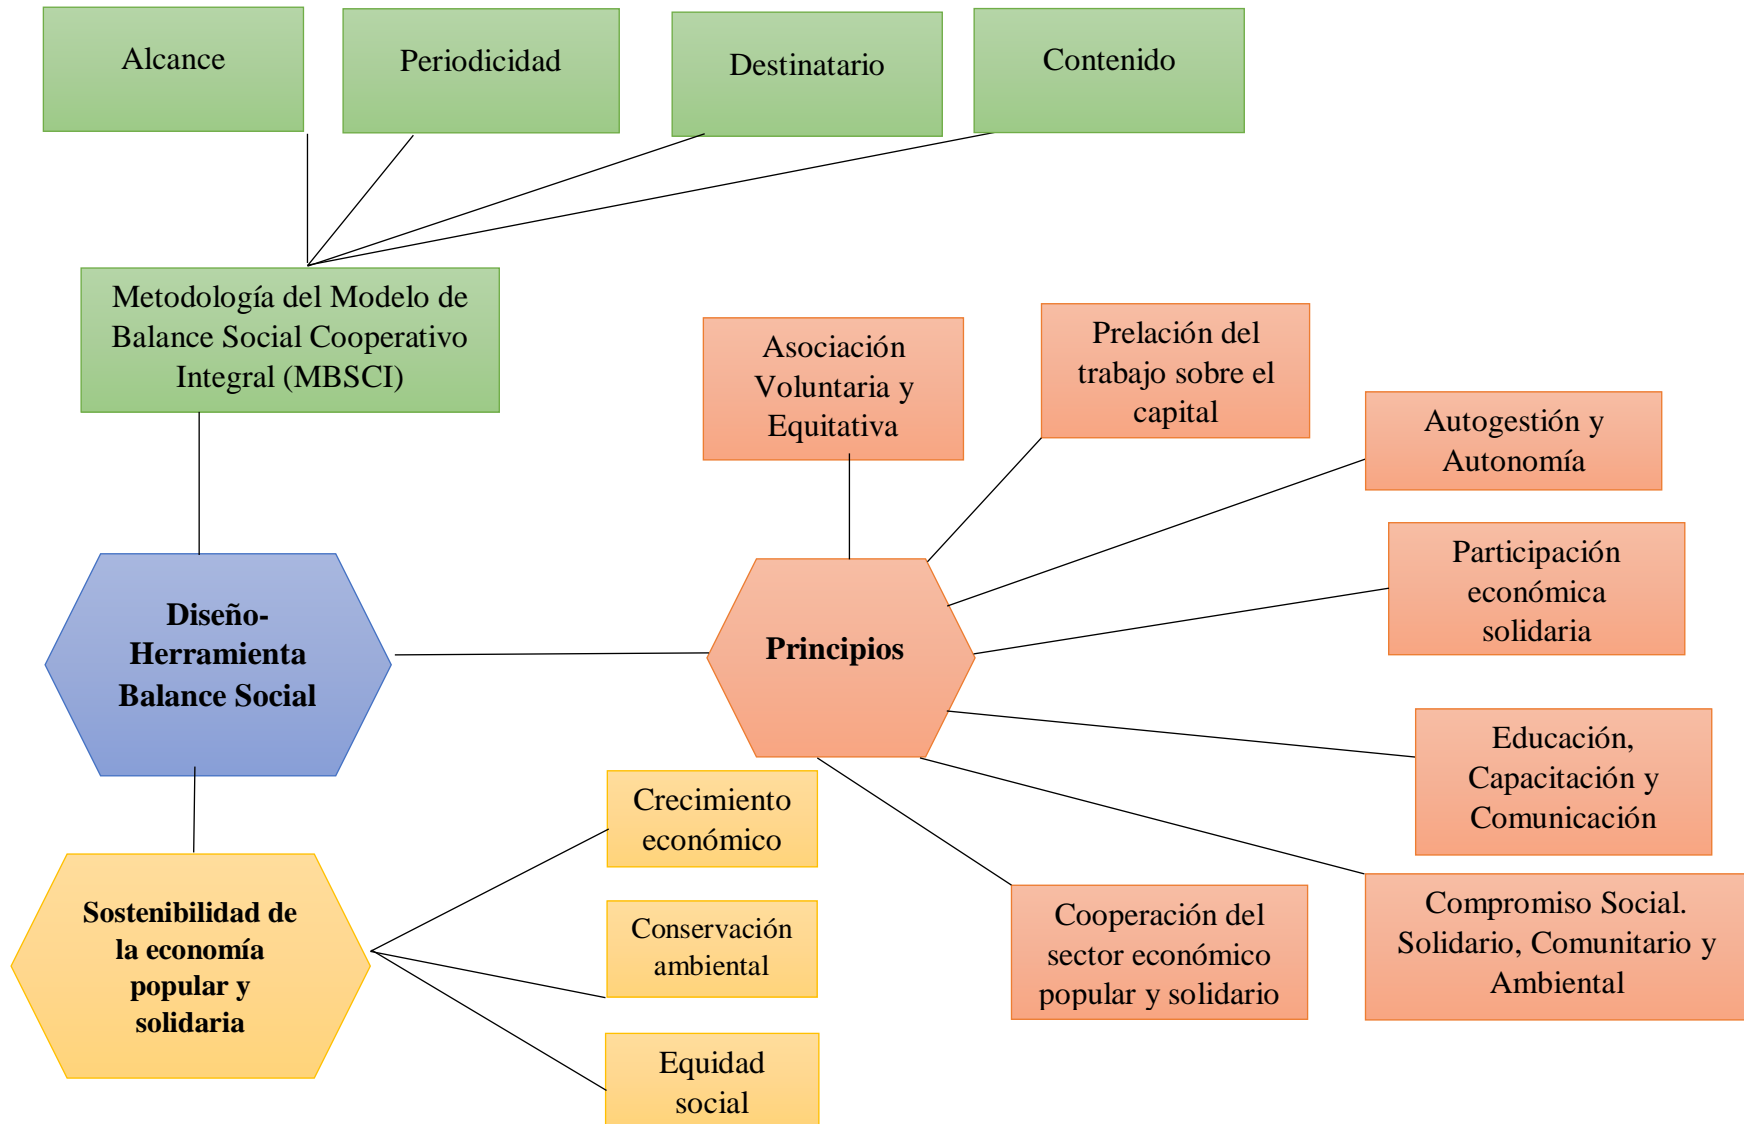 Alcance
Periodicidad
Destinatario
Contenido
Metodología del Modelo de
Balance Social Cooperativo
Integral (MBSCI)
Asociación
Voluntaria y
Equitativa
Prelación del
trabajo sobre el
capital
Autogestión y
Autonomía
Participación
económica
solidaria
Diseño-
Herramienta
Balance Social
Principios
Educación,
Capacitación y
Comunicación
Crecimiento
económico
Sostenibilidad de
la economía
popular y
solidaria
Conservación
ambiental
Cooperación del
sector económico
popular y solidario
Compromiso Social.
Solidario, Comunitario y
Ambiental
Equidad
social